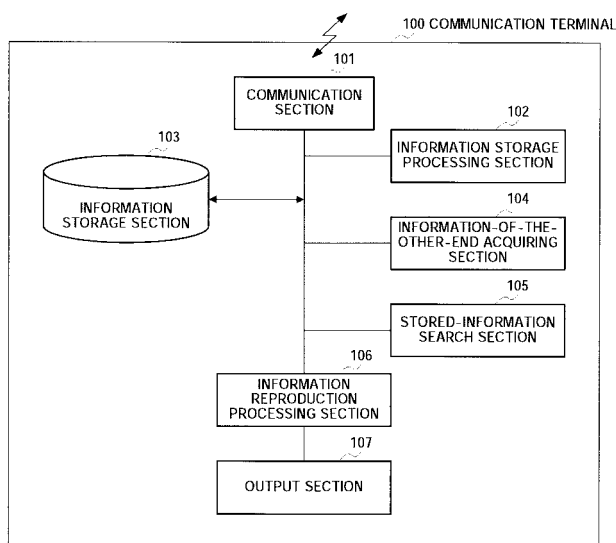 100 COMMUNICATION TERMINAL
101
COMMUNICATION
SECTION
102
INFORMATION STORAGE
PROCESSING SECTION
103
INFORMATION
STORAGE SECTION
104
INFORMATION-OF-THE-
OTHER-END ACQUIRING
SECTION
105
STORED-INFORMATION
SEARCH SECTION
106
INFORMATION
REPRODUCTION
PROCESSING SECTION
107
OUTPUT SECTION